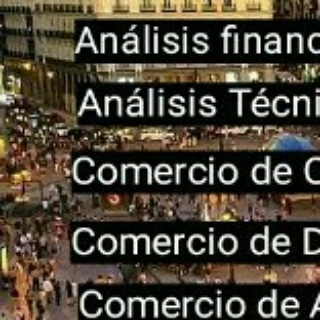 Análisis financ
Análisis Técni
Comercio de C
Comercio de D
Comercio de A